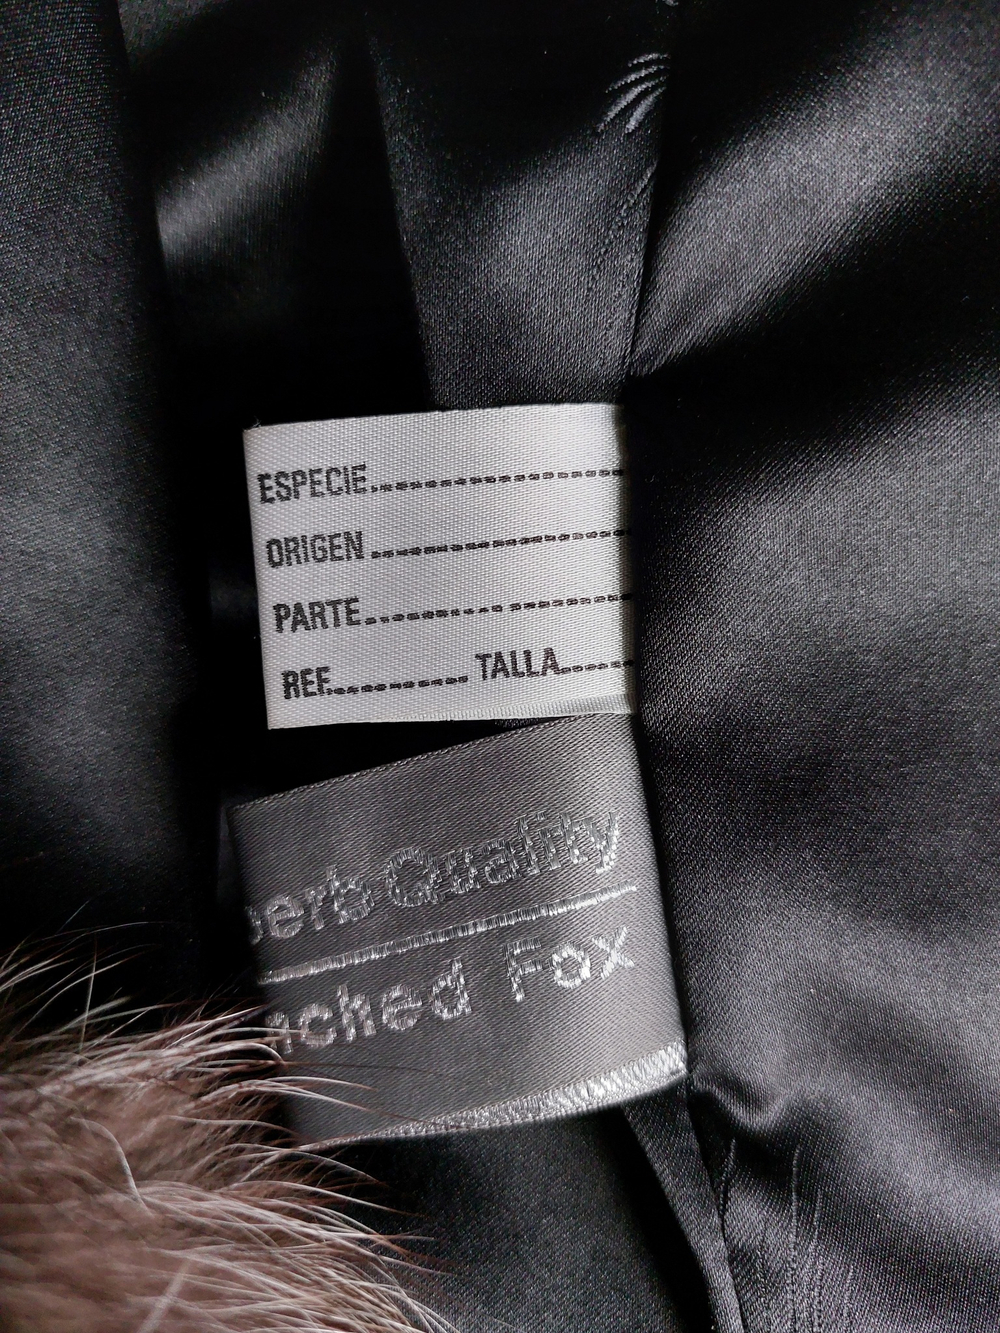 ESPECIE
ORIGEN
PARTE
REF. TALLA
Quality
Fox